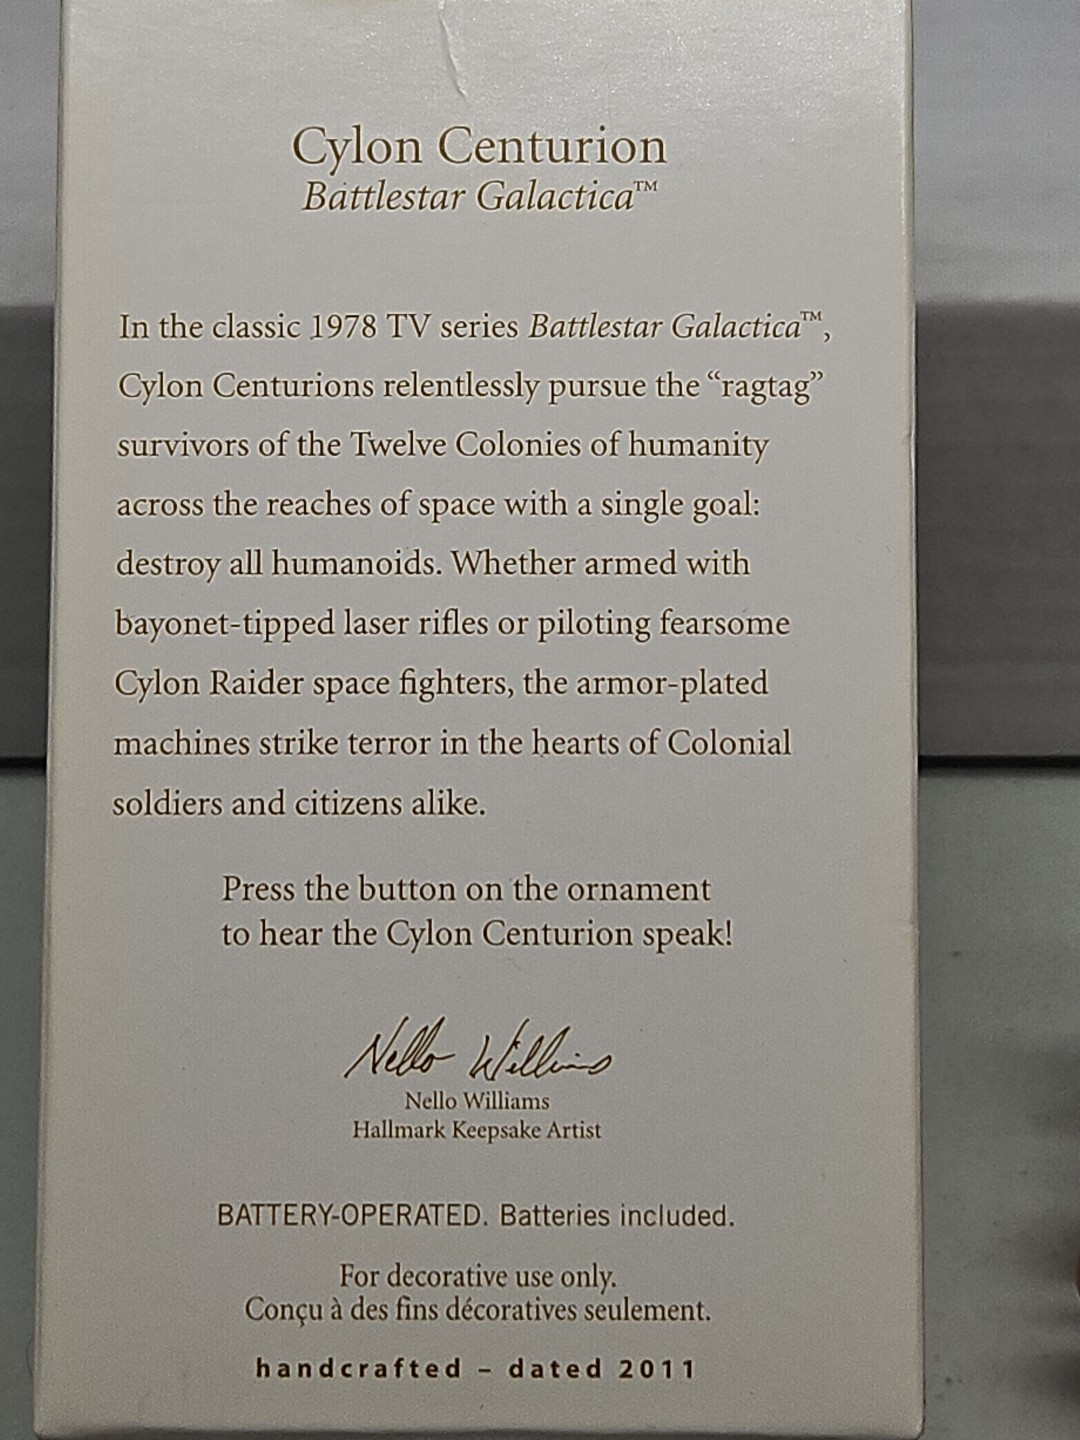 Cylon Centurion
Battlestar Galactica™
In the classic 1978 TV series Battlestar Galactica™,
Cylon Centurions relentlessly pursue the “ragtag”
survivors of the Twelve Colonies of humanity
across the reaches of space with a single goal:
destroy all humanoids. Whether armed with
bayonet-tipped laser rifles or piloting fearsome
Cylon Raider space fighters, the armor-plated
machines strike terror in the hearts of Colonial
soldiers and citizens alike.
Press the button on the ornament
to hear the Cylon Centurion speak!
Nello Williams
Nello Williams
Hallmark Keepsake Artist
BATTERY-OPERATED. Batteries included.
For decorative use only.
Conçu à des fins décoratives seulement.
handcrafted – dated 2011